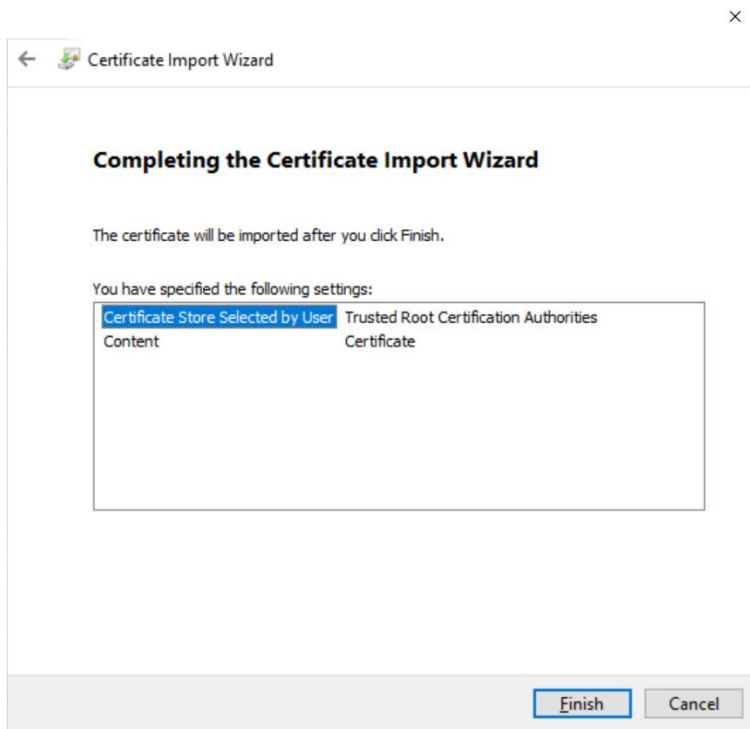 Certificate Import Wizard
Completing the Certificate Import Wizard
The certificate will be imported after you click Finish.
You have specified the following settings:
Certificate Store Selected by User Trusted Root Certification Authorities
Content Certificate
Finish Cancel